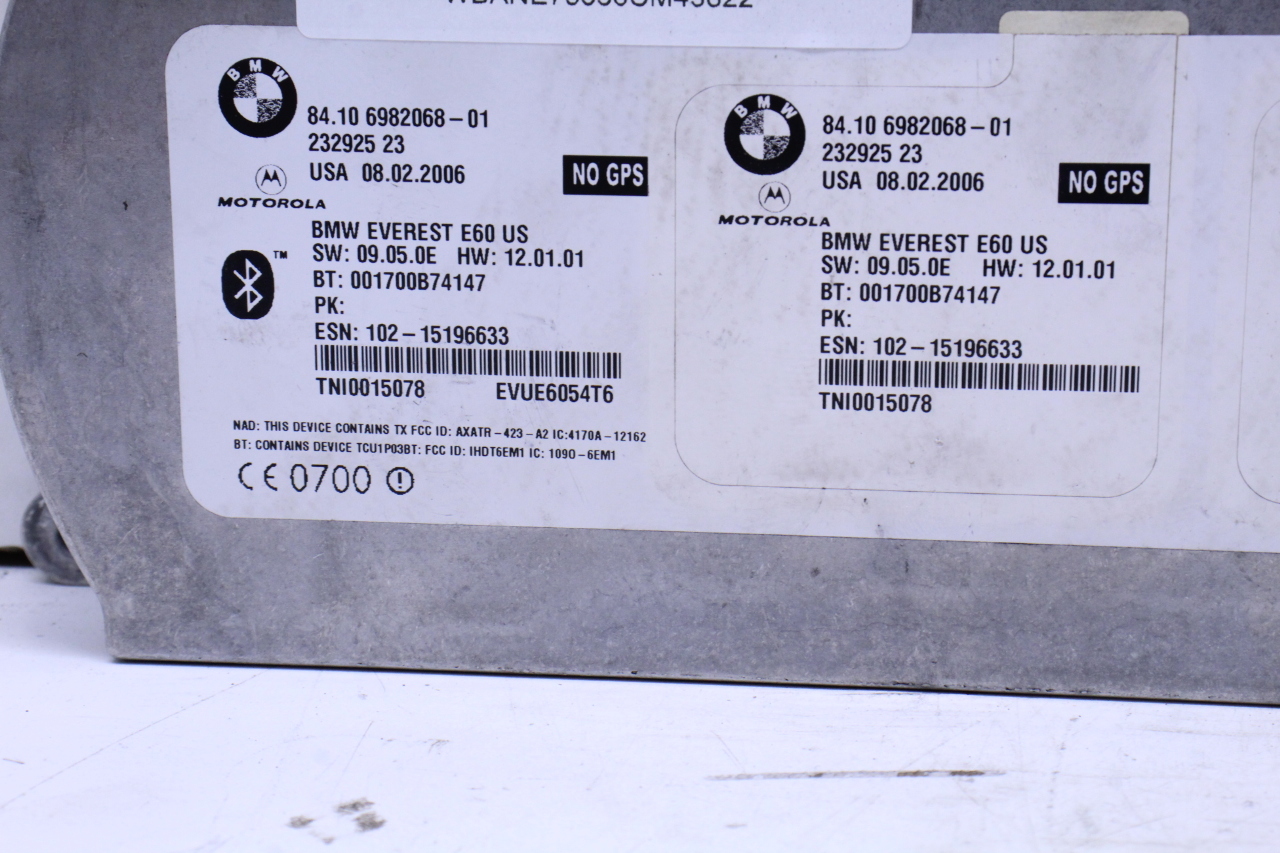 BMW
84.10 6982068-01
232925 23
USA 08.02.2006
NO GPS
MOTOROLA
BMW EVEREST E60 US
SW: 09.05.0E HW: 12.01.01
™
BT: 001700B74147
PK:
ESN: 102-15196633
TNI0015078 EVUE6054T6
NAD: THIS DEVICE CONTAINS TX FCC ID: AXATR-423-A2 IC:4170A-12162
BT: CONTAINS DEVICE TCU1P03BT: FCC ID: IHDT6EM1 IC: 1090-6EM1
CE 0700
BMW
84.10 6982068-01
232925 23
USA 08.02.2006
NO GPS
MOTOROLA
BMW EVEREST E60 US
SW: 09.05.0E HW: 12.01.01
BT: 001700B74147
PK:
ESN: 102-15196633
TNI0015078